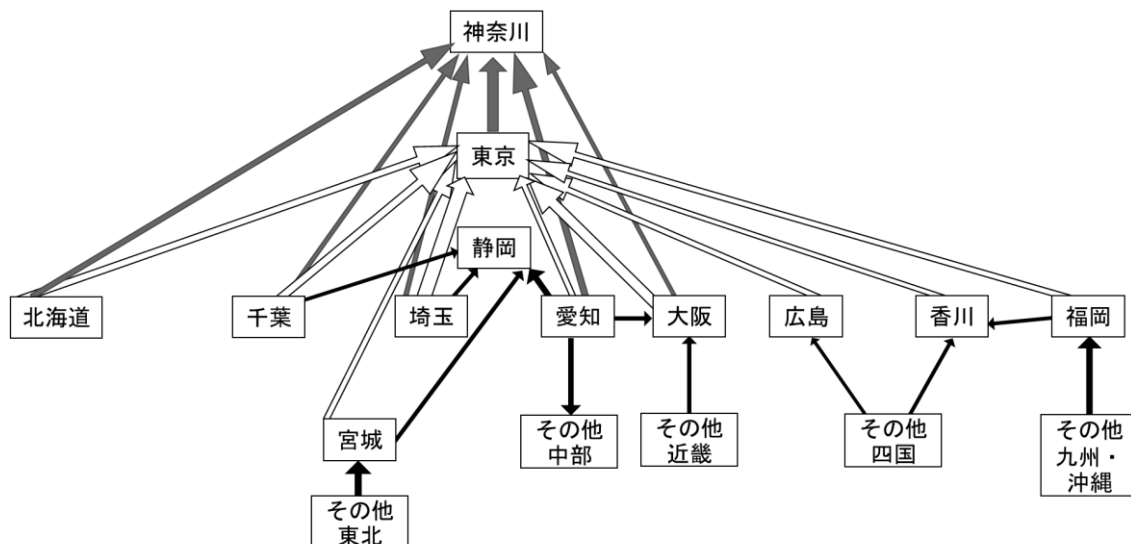 神奈川
東京
静岡
北海道
千葉
埼玉
愛知
大阪
広島
香川
福岡
宮城
その他
中部
その他
近畿
その他
四国
その他
九州・
沖縄
その他
東北